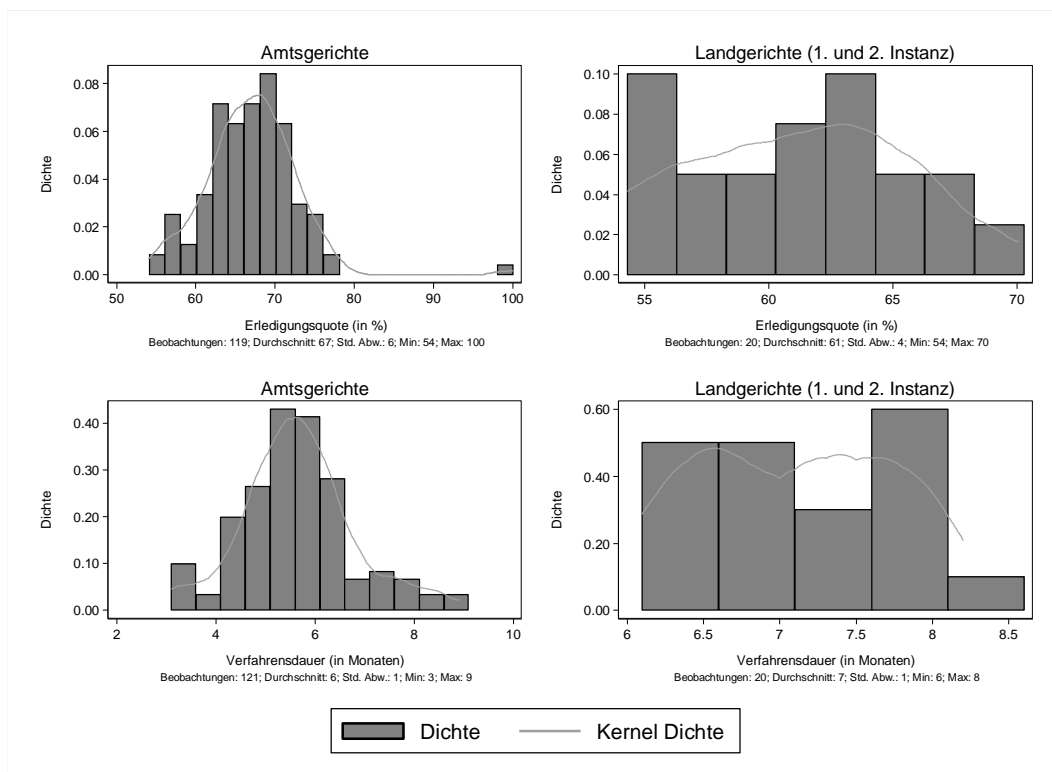 Amtsgerichte
0.08
0.06
0.04
0.02
0.00
Dichte
50 60 70 80 90 100
Erledigungsquote (in %)
Beobachtungen: 119; Durchschnitt: 67; Std. Abw.: 6; Min: 54; Max: 100
Landgerichte (1. und 2. Instanz)
0.10
0.08
0.06
0.04
0.02
0.00
Dichte
55 60 65 70
Erledigungsquote (in %)
Beobachtungen: 20; Durchschnitt: 61; Std. Abw.: 4; Min: 54; Max: 70
Amtsgerichte
0.40
0.30
0.20
0.10
0.00
Dichte
2 4 6 8 10
Verfahrensdauer (in Monaten)
Beobachtungen: 121; Durchschnitt: 6; Std. Abw.: 1; Min: 3; Max: 9
Landgerichte (1. und 2. Instanz)
0.60
0.40
0.20
0.00
Dichte
6 6.5 7 7.5 8 8.5
Verfahrensdauer (in Monaten)
Beobachtungen: 20; Durchschnitt: 7; Std. Abw.: 1; Min: 6; Max: 8
Dichte Kernel Dichte